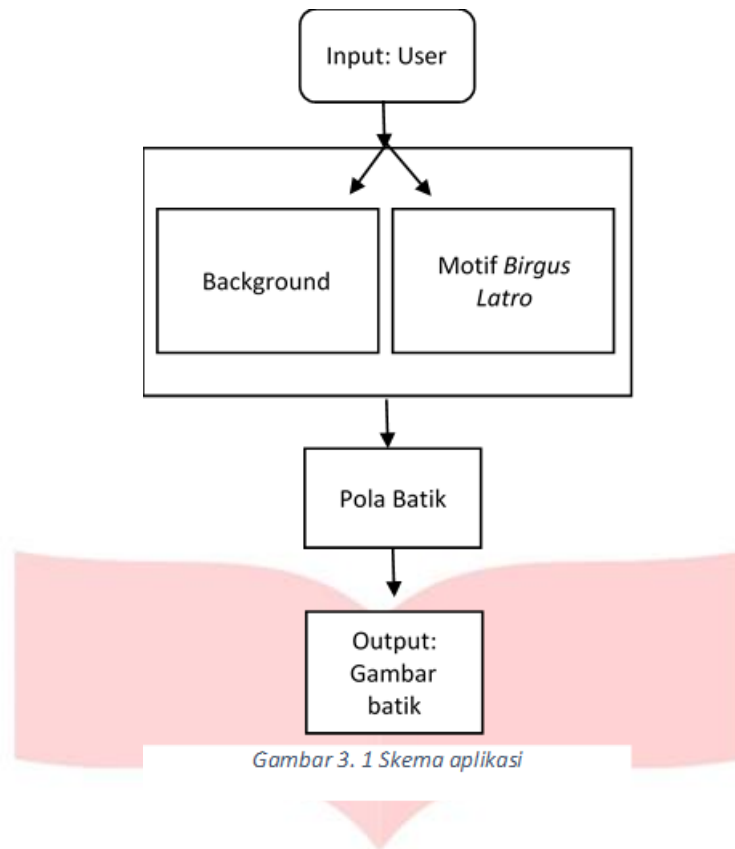 Input: User
Background
Motif Birgus
Latro
Pola Batik
Output:
Gambar
batik
Gambar 3. 1 Skema aplikasi